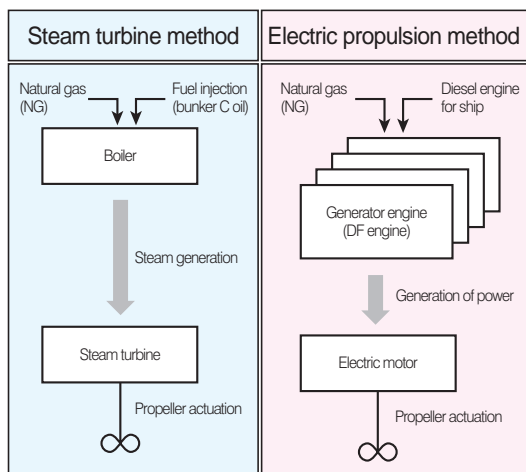 Steam turbine method
Natural gas
(NG)
Fuel injection
(bunker C oil)
Boiler
Steam generation
Steam turbine
Propeller actuation
Electric propulsion method
Natural gas
(NG)
Diesel engine
for ship
Generator engine
(DF engine)
Generation of power
Electric motor
Propeller actuation